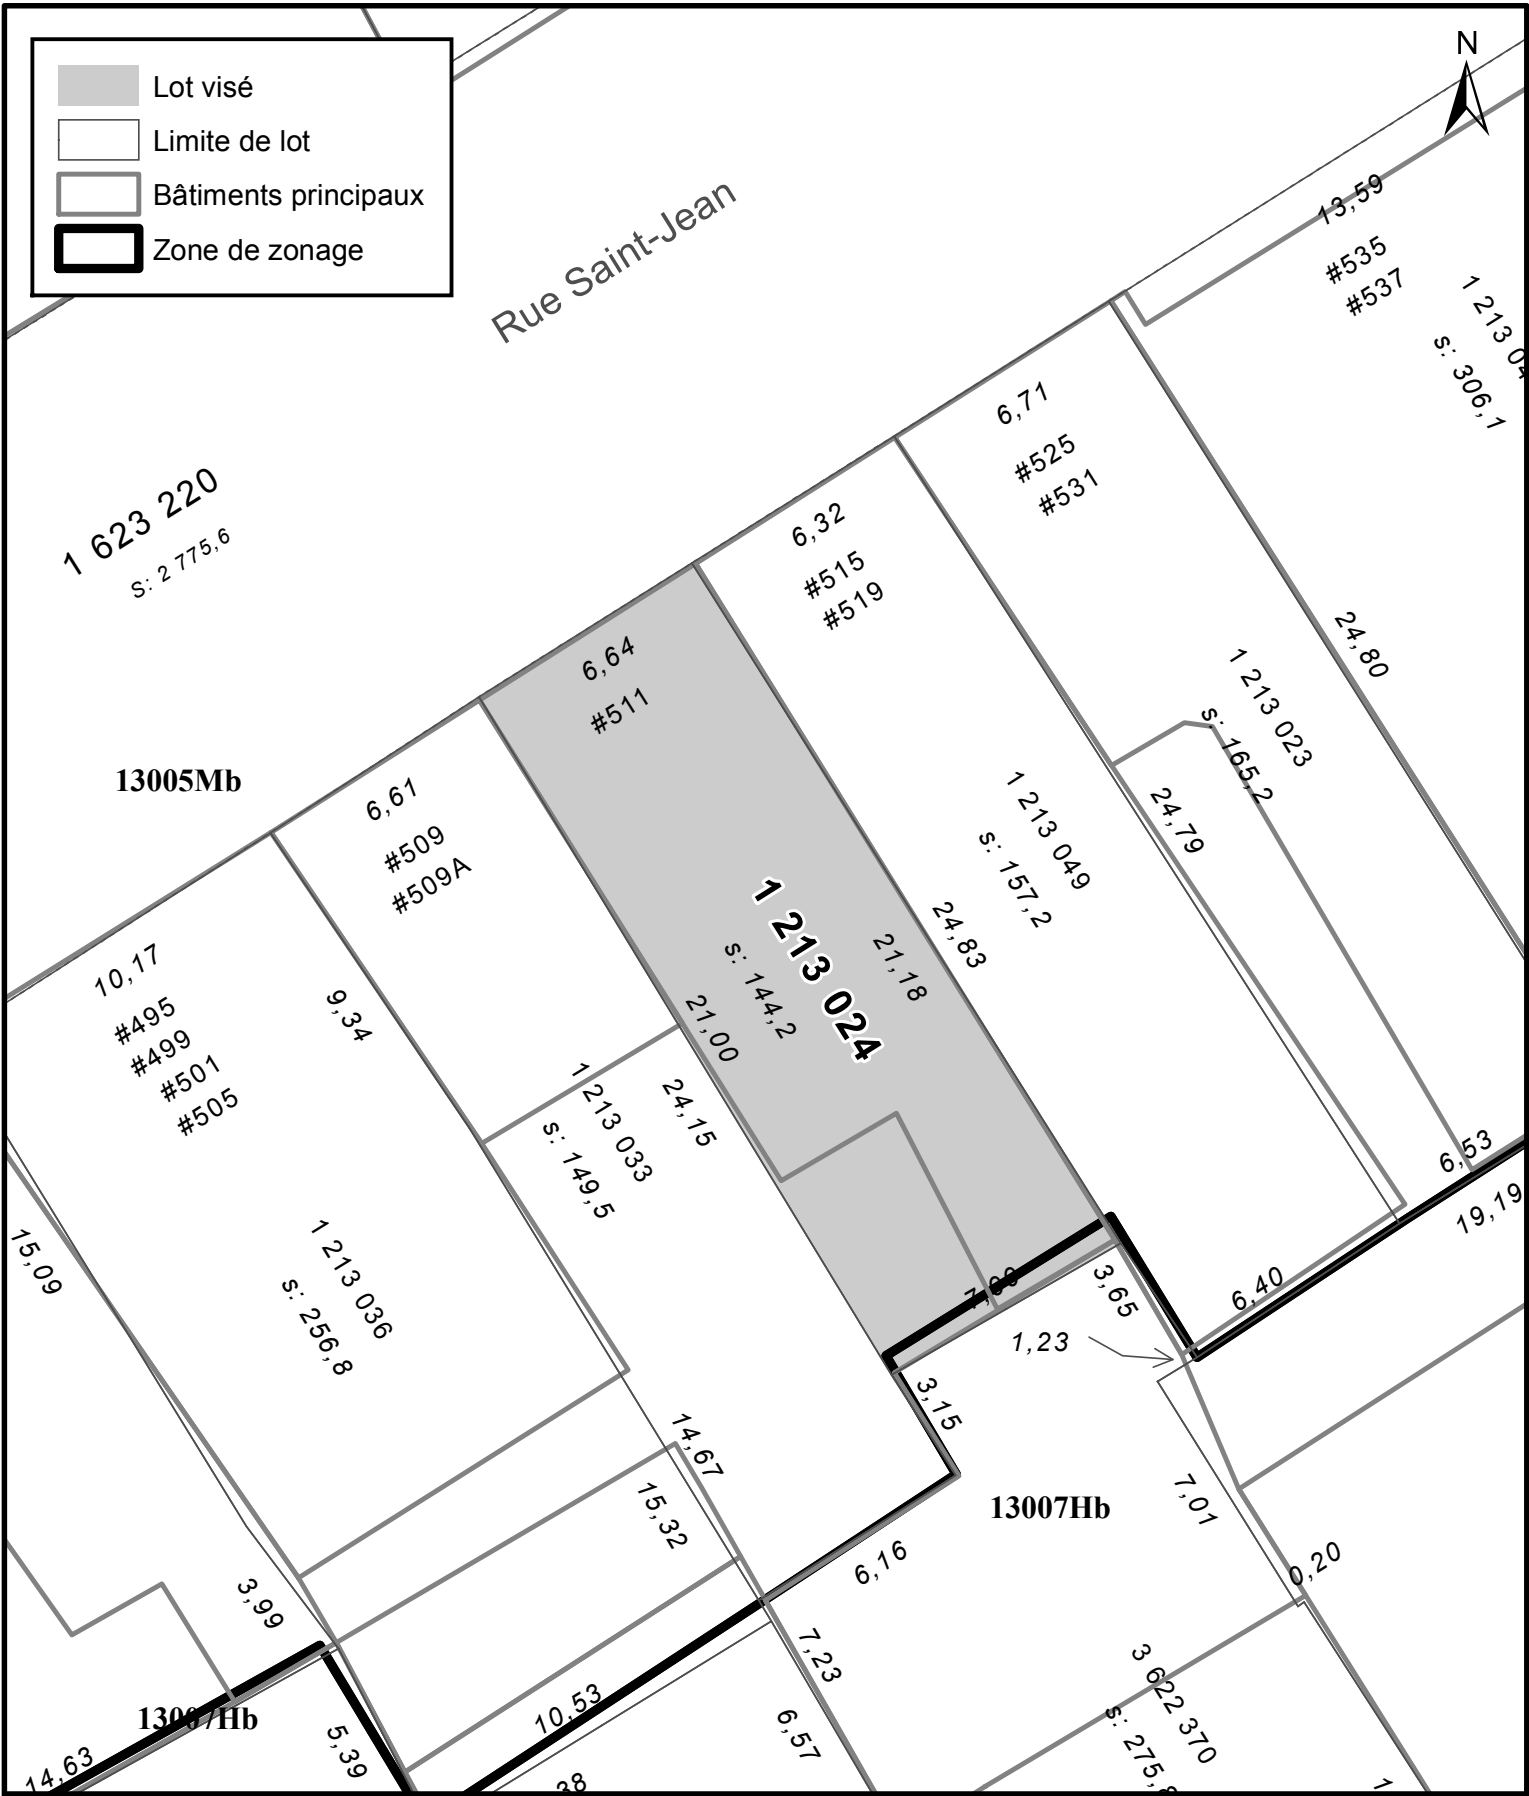 Lot visé
Limite de lot
Bâtiments principaux
Zone de zonage
N
Rue Saint-Jean
13,59
#535
#537
s: 306,1
6,71
#525
#531
1 623 220
S: 2 775,6
6,32
#515
#519
6,64
#511
24,80
1 213 023
s: 165,2
13005Mb
6,61
#509
#509A
1 213 049
s: 157,2
24,79
1 213 024
s: 144,2
21,18
24,83
21,00
10,17
#495
#499
#501
#505
9,34
1 213 033
s: 149,5
24,15
6,53
19,19
15,09
1 213 036
s: 256,8
3,65
6,40
1,23
3,15
14,67
15,32
13007Hb
7,01
6,16
0,20
3,99
7,23
3 622 370
10,53
6,57
13007Hb
5,39
14,63